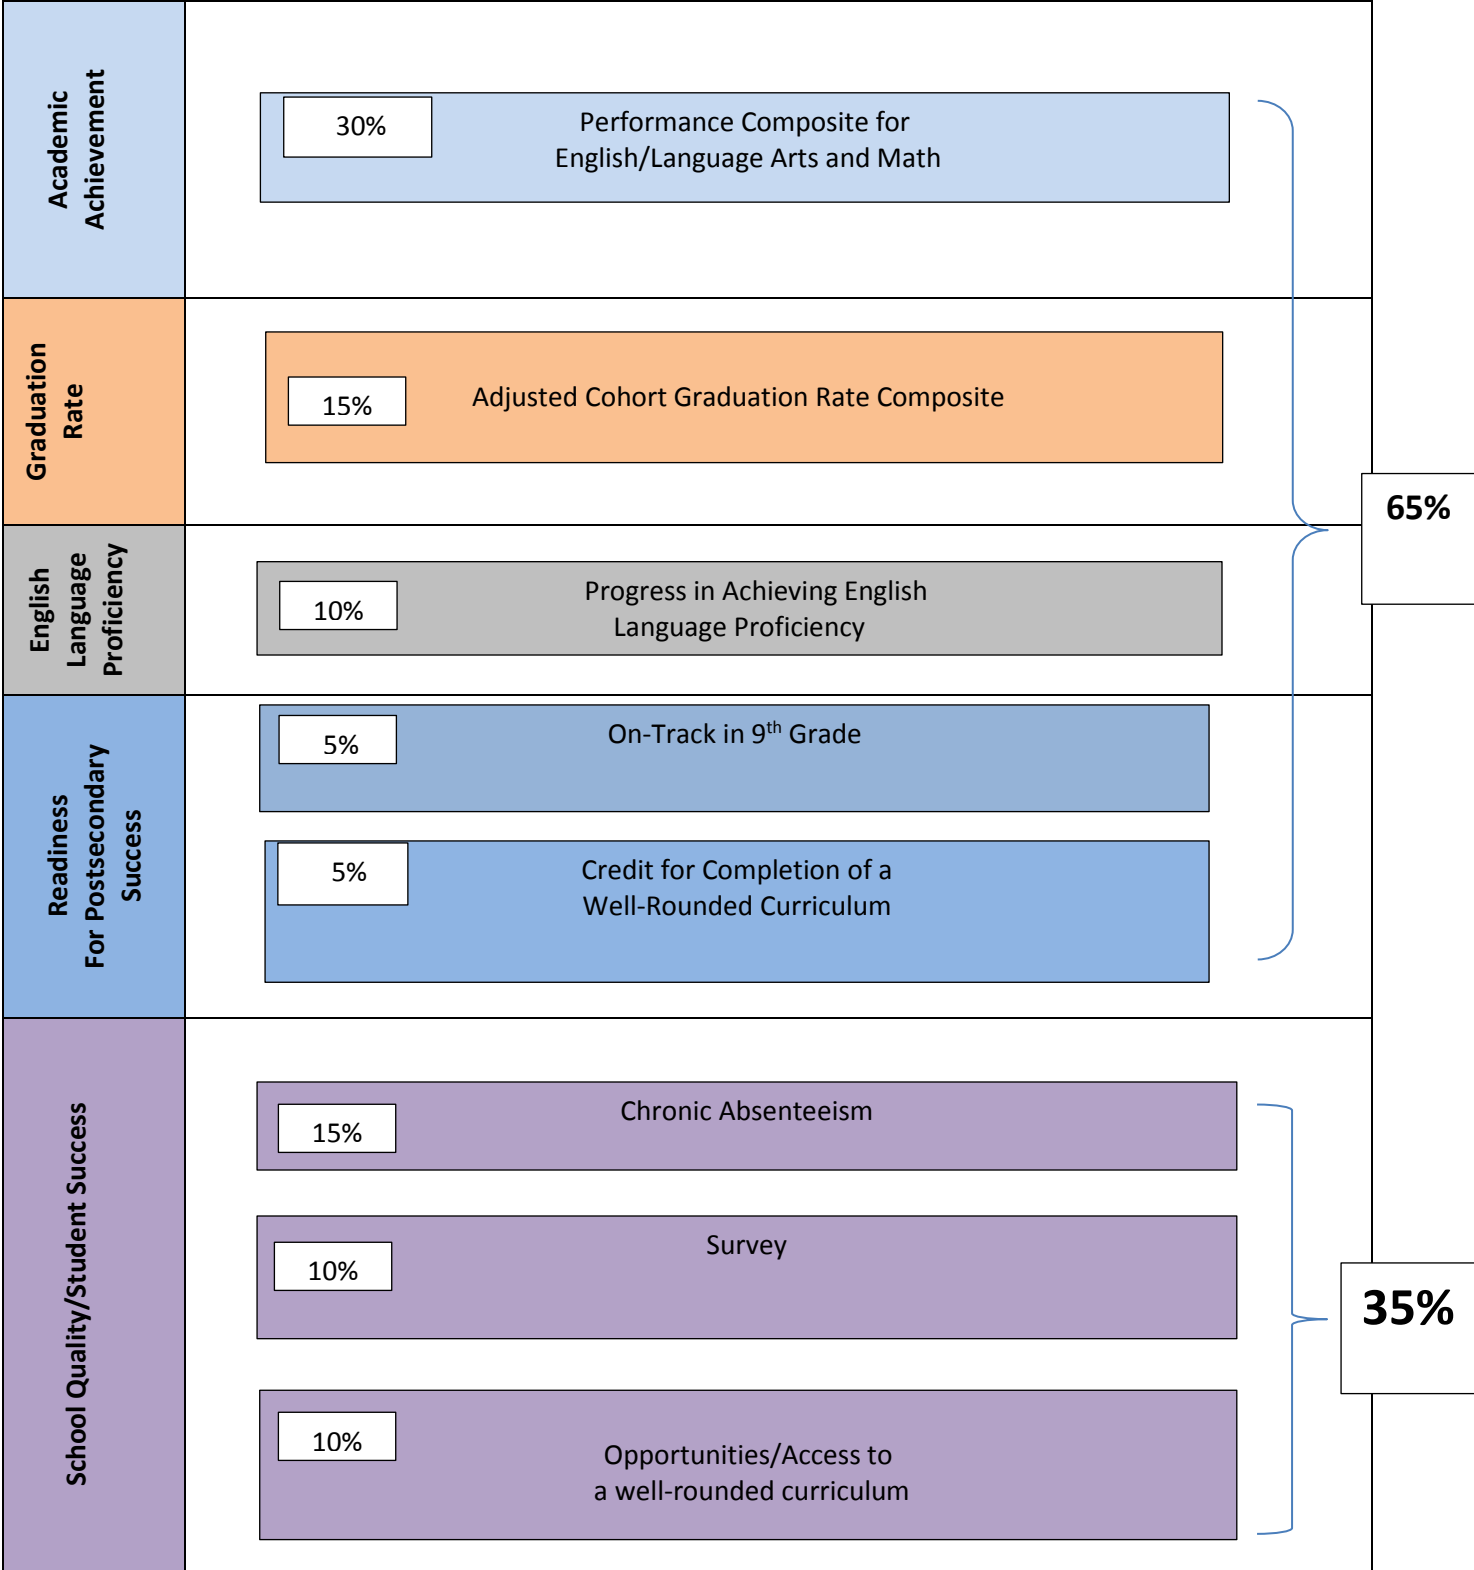 Academic
Achievement
30%
Performance Composite for
English/Language Arts and Math
Graduation
Rate
15%
Adjusted Cohort Graduation Rate Composite
65%
English
Language
Proficiency
10%
Progress in Achieving English
Language Proficiency
Readiness
For Postsecondary
Success
5%
On-Track in 9th Grade
5%
Credit for Completion of a
Well-Rounded Curriculum
School Quality/Student Success
15%
Chronic Absenteeism
10%
Survey
35%
10%
Opportunities/Access to
a well-rounded curriculum